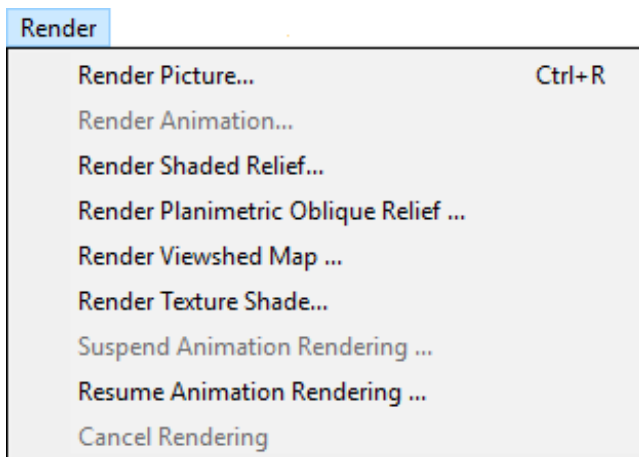 Render
Render Picture... Ctrl+R
Render Animation...
Render Shaded Relief...
Render Planimetric Oblique Relief ...
Render Viewshed Map ...
Render Texture Shade...
Suspend Animation Rendering ...
Resume Animation Rendering ...
Cancel Rendering